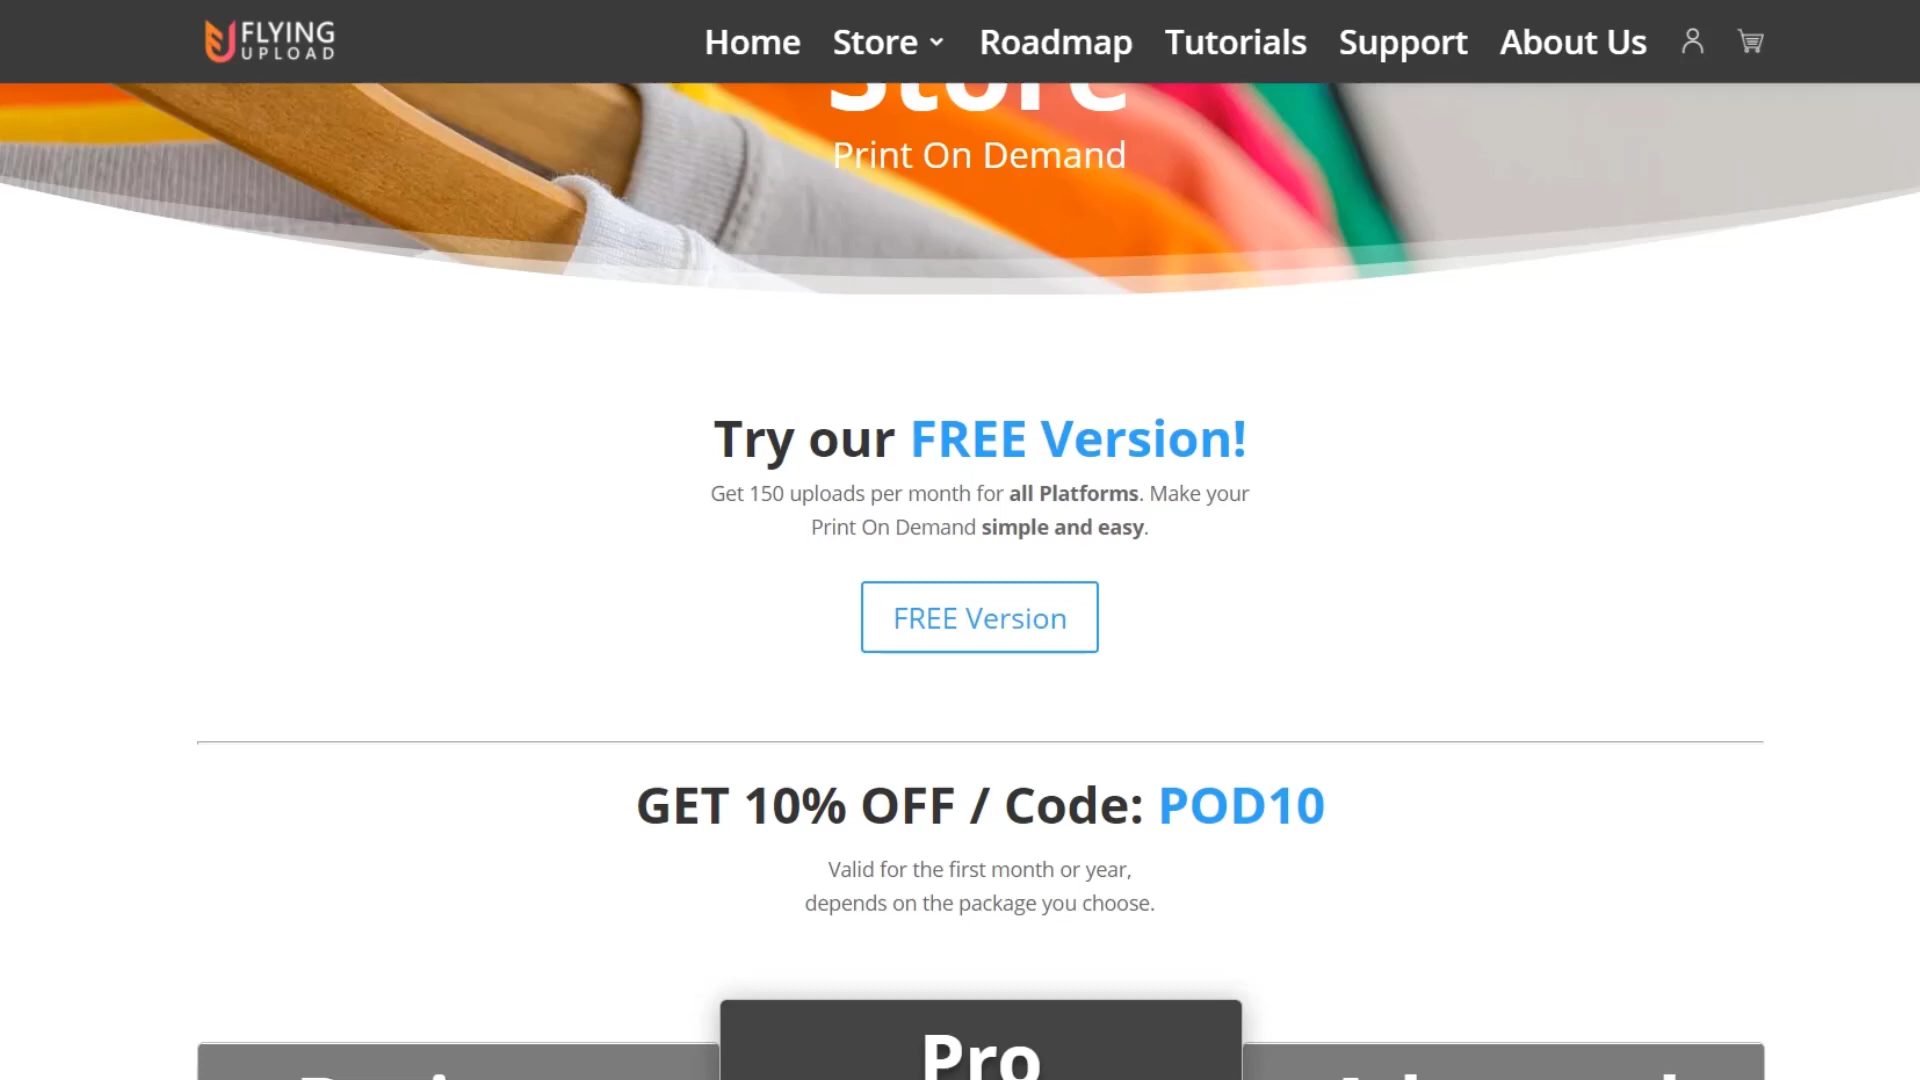 FLYING
UPLOAD
Home Store Roadmap Tutorials Support About Us
Store
Print On Demand
Try our FREE Version!
Get 150 uploads per month for all Platforms. Make your
Print On Demand simple and easy.
FREE Version
GET 10% OFF / Code: POD10
Valid for the first month or year,
depends on the package you choose.
Pro